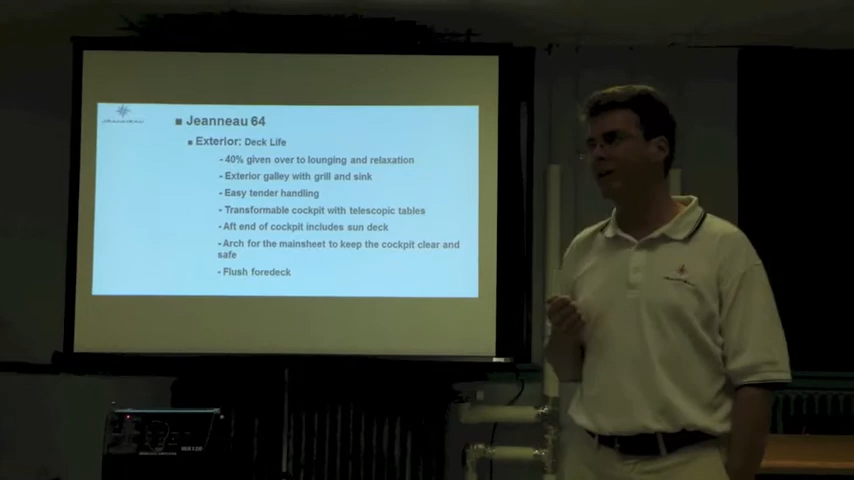 ■ Jeanneau 64
■ Exterior: Deck Life
- 40% given over to lounging and relaxation
- Exterior galley with grill and sink
- Easy tender handling
- Transformable cockpit with telescopic tables
- Aft end of cockpit includes sun deck
- Arch for the mainsheet to keep the cockpit clear and
safe
- Flush foredeck